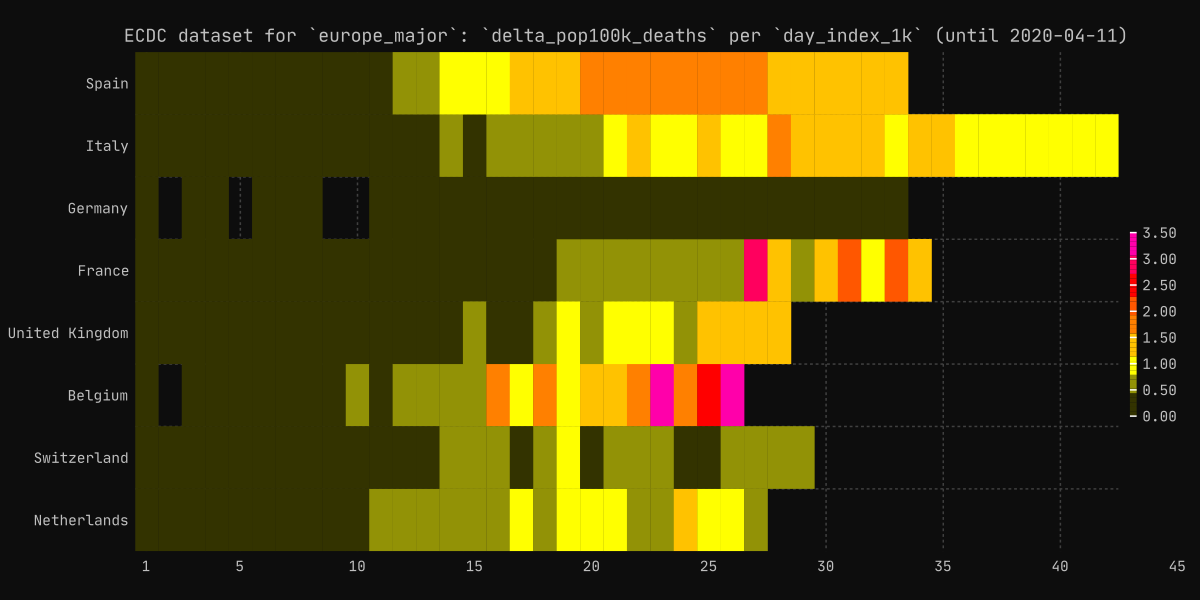 ECDC dataset for `europe_major`: `delta_pop100k_deaths` per `day_index_1k` (until 2020-04-11)
Spain
Italy
Germany
France
United Kingdom
Belgium
Switzerland
Netherlands
3.50
3.00
2.50
2.00
1.50
1.00
0.50
0.00
1 5 10 15 20 25 30 35 40 45